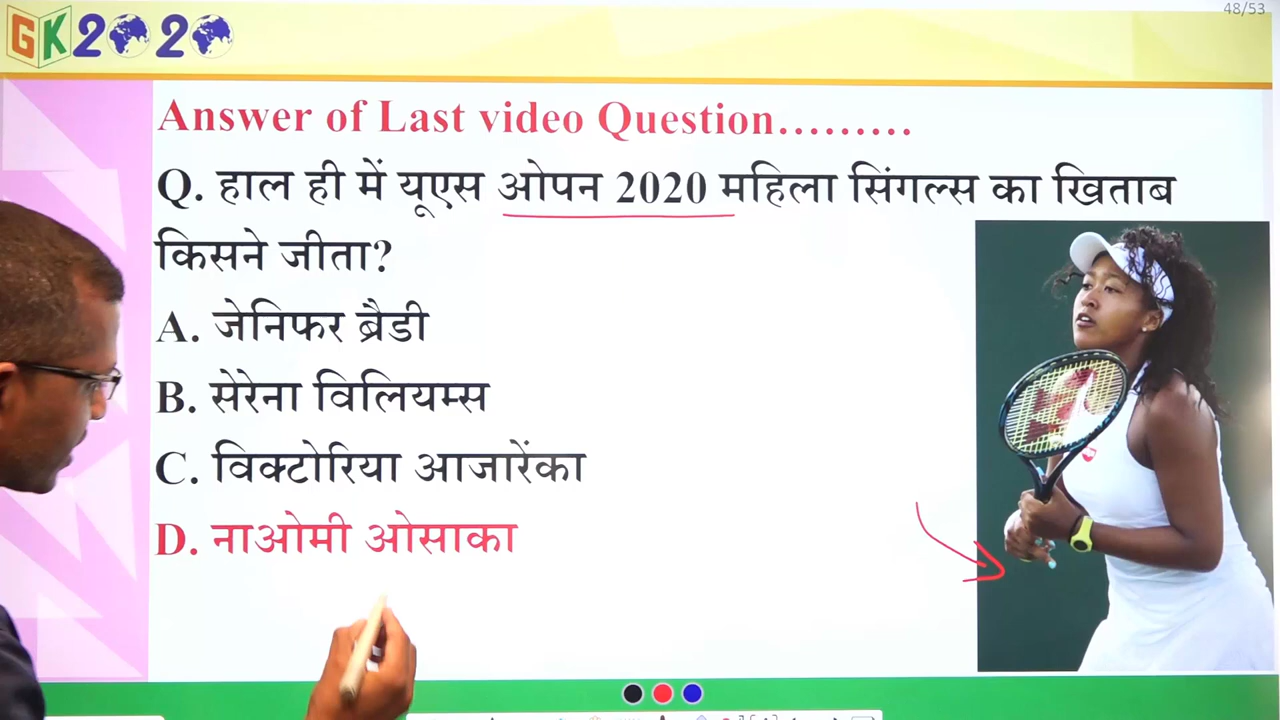 48/53
GK2020
Answer of Last video Question.........
Q. हाल ही में यूएस ओपन 2020 महिला सिंगल्स का खिताब
किसने जीता?
A. जेनिफर ब्रैडी
B. सेरेना विलियम्स
C. विक्टोरिया आजारेंका
D. नाओमी ओसाका